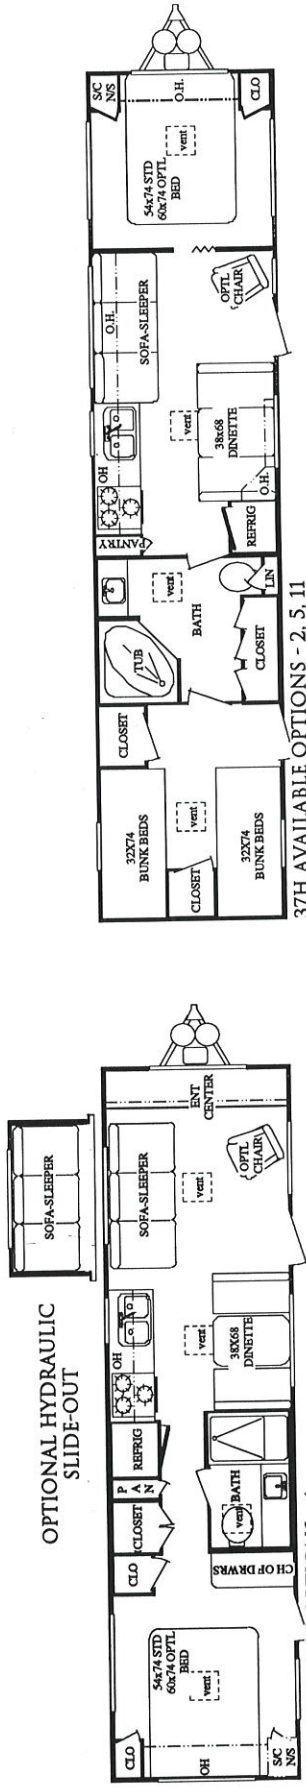 OPTIONAL HYDRAULIC
SLIDE-OUT
SOFA-SLEEPER
CLO
CLO
CLOSET
P A N
REFRIG
OH
SOFA-SLEEPER
ENT
CENTER
54x74 STD
60x74 OPTL
BED
vent
OH
S/C
N/S
CH OF DRWRS
BATH
vent
vent
38X68
DINETTE
vent
OPTL
CHAIR
CLOSET
32X74
BUNK BEDS
vent
CLOSET
32X74
BUNK BEDS
TUB
vent
BATH
CLOSET
LIN
PANTRY
OH
O.H.
SOFA-SLEEPER
REFRIG
vent
38x68
DINETTE
O.H.
OPTL
CHAIR
S/C
N/S
54x74 STD
60x74 OPTL
BED
vent
O.H.
CLO
37H AVAILABLE OPTIONS - 2, 5, 11